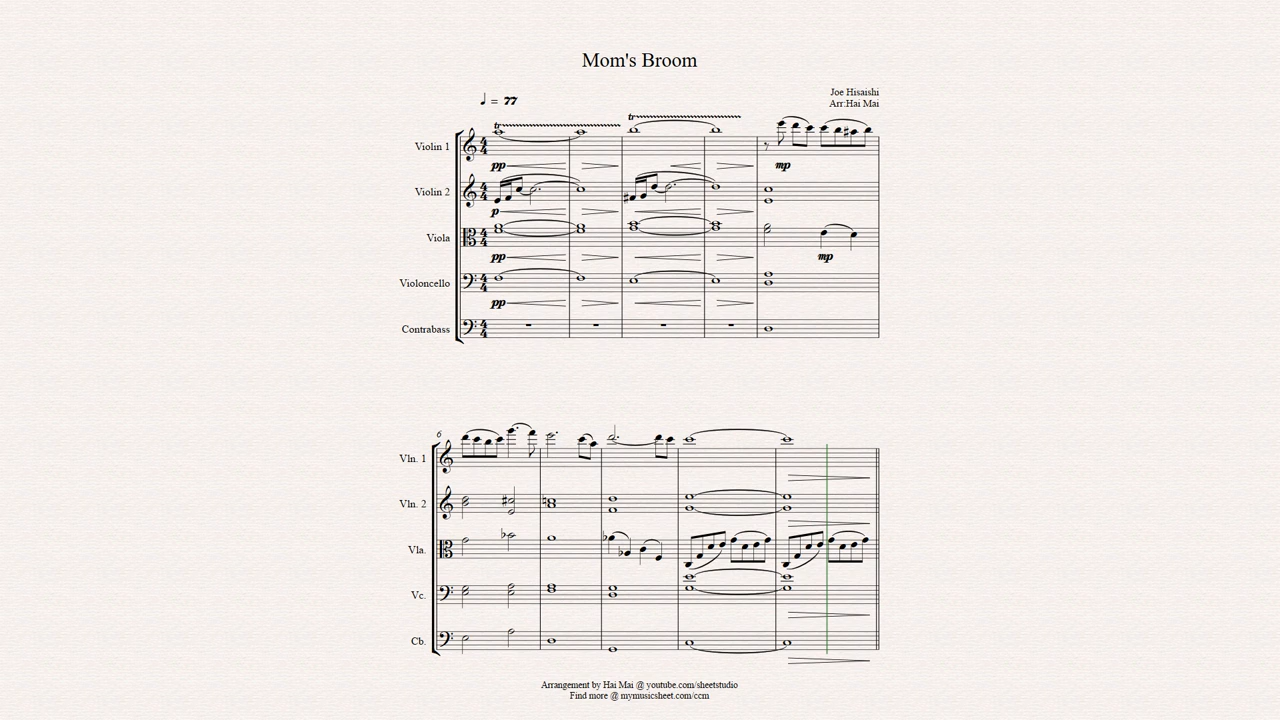 Mom's Broom
Joe Hisaishi
Arr:Hai Mai
♩ = 77
tr tr
Violin 1
pp mp
Violin 2
p
Viola
pp mp
Violoncello
pp
Contrabass
6
Vln. 1
Vln. 2
Vla.
Vc.
Cb.
Arrangement by Hai Mai @ youtube.com/sheetstudio
Find more @ mymusicsheet.com/ccm